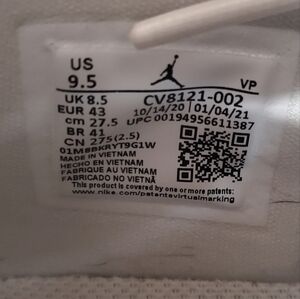 US
9.5
VP
UK 8.5
CV8121-002
EUR 43
10/14/20
01/04/21
cm 27.5
UPC 00194956611387
BR 41
CN 275(2.5)
01M8BKRYT9G1W
MADE IN VIETNAM
HECHO EN VIETNAM
FABRIQUE AU VIETNAM
FABRICADO NO VIETNÃ
This product is covered by one or more patents:
www.nike.com/patentsvirtualmarking